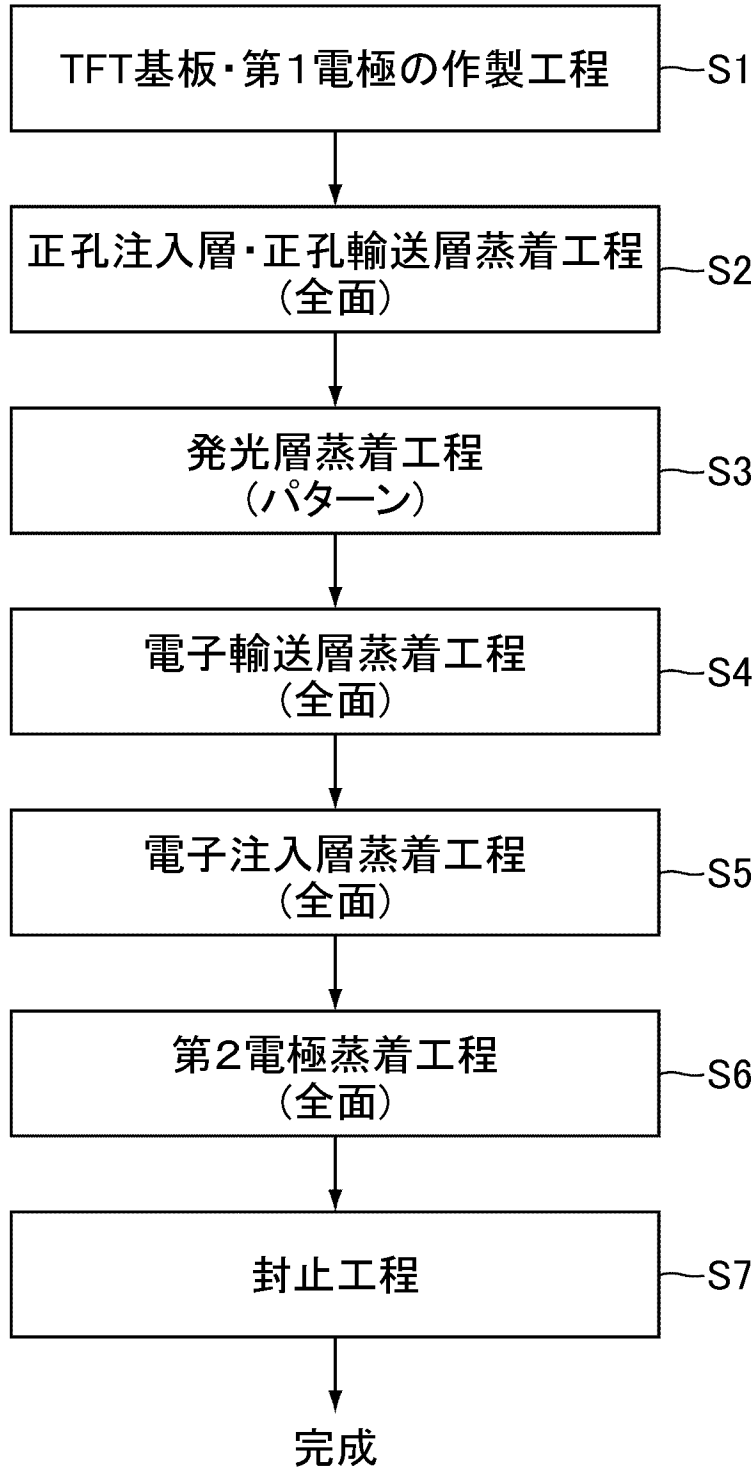 TFT基板・第1電極の作製工程
S1
正孔注入層・正孔輸送層蒸着工程
(全面)
S2
発光層蒸着工程
(パターン)
S3
電子輸送層蒸着工程
(全面)
S4
電子注入層蒸着工程
(全面)
S5
第2電極蒸着工程
(全面)
S6
封止工程
S7
完成